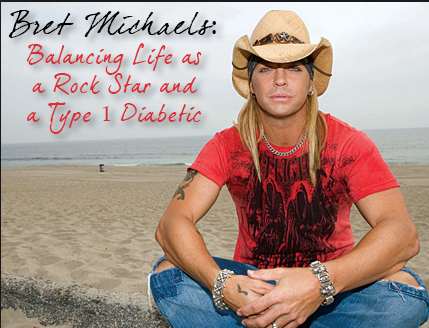 Bret Michaels:
Balancing Life as
a Rock Star and
a Type 1 Diabetic